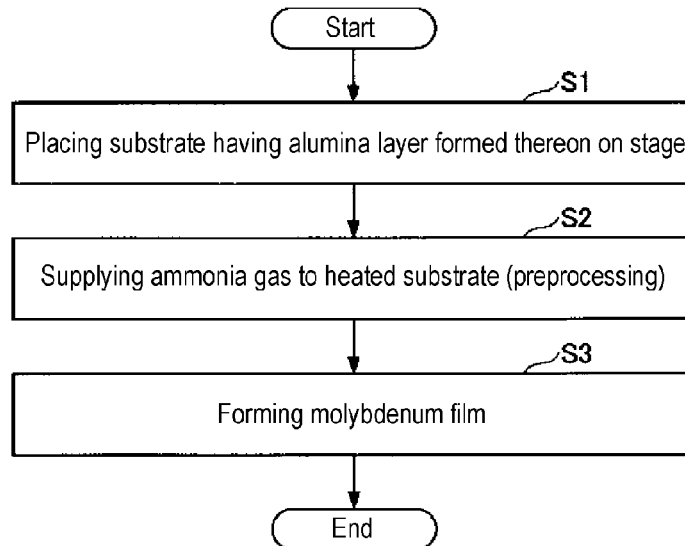 Start
S1
Placing substrate having alumina layer formed thereon on stage
S2
Supplying ammonia gas to heated substrate (preprocessing)
S3
Forming molybdenum film
End